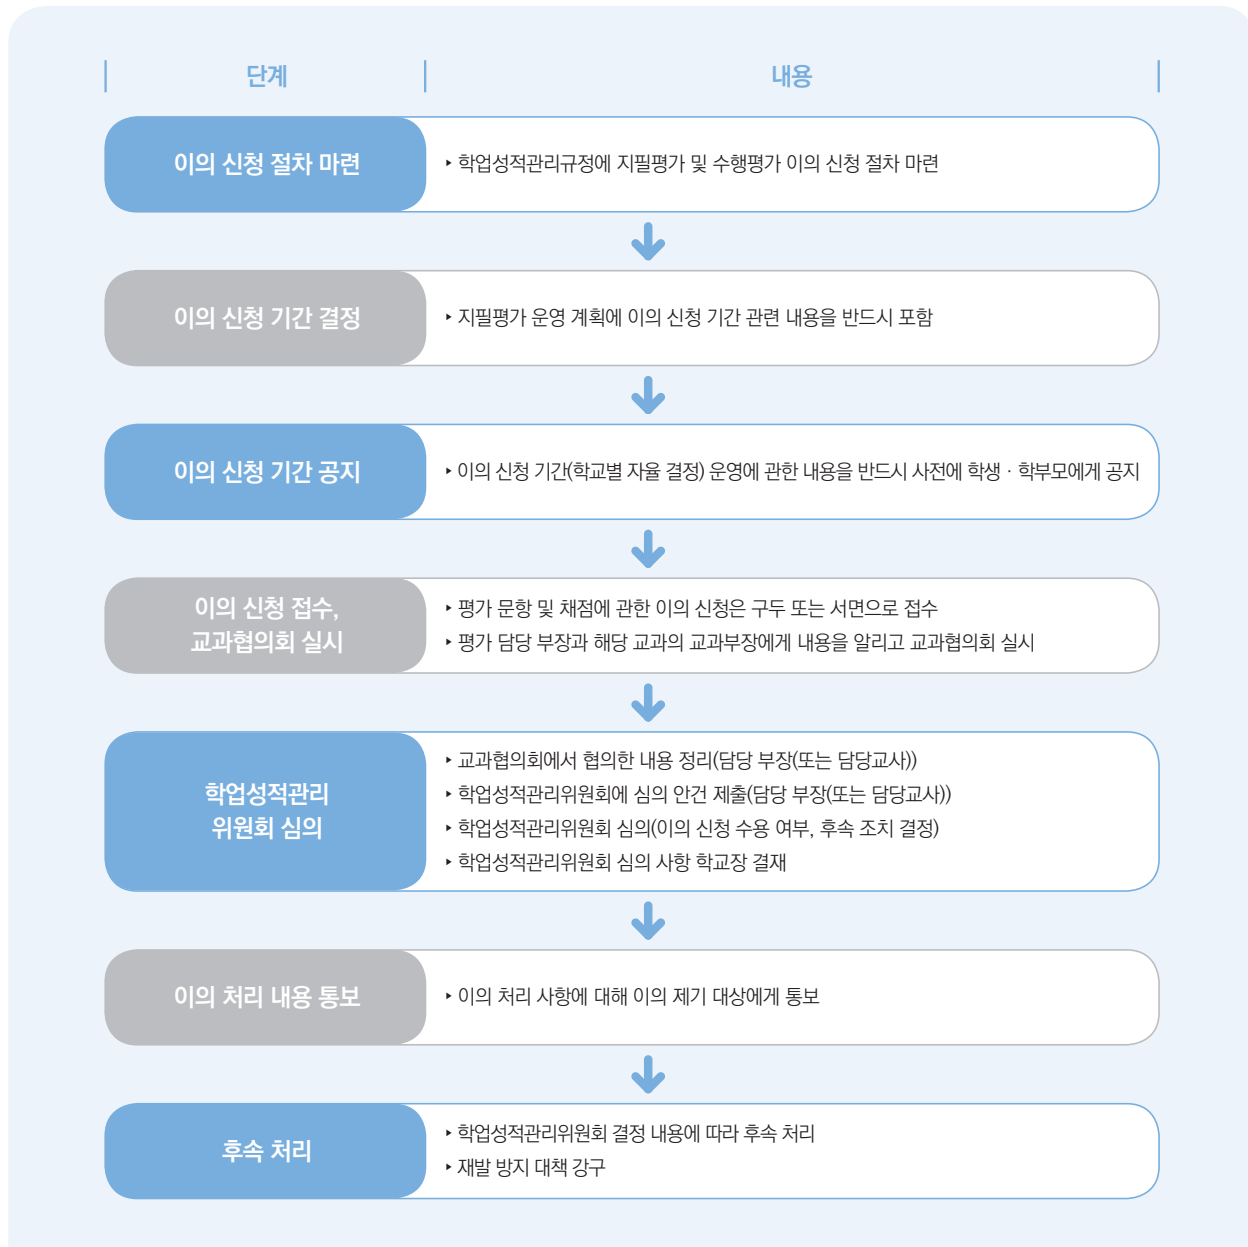 단계
내용
이의 신청 절차 마련
‣ 학업성적관리규정에 지필평가 및 수행평가 이의 신청 절차 마련
이의 신청 기간 결정
‣ 지필평가 운영 계획에 이의 신청 기간 관련 내용을 반드시 포함
이의 신청 기간 공지
‣ 이의 신청 기간(학교별 자율 결정) 운영에 관한 내용을 반드시 사전에 학생 · 학부모에게 공지
이의 신청 접수,
교과협의회 실시
‣ 평가 문항 및 채점에 관한 이의 신청은 구두 또는 서면으로 접수
‣ 평가 담당 부장과 해당 교과의 교과부장에게 내용을 알리고 교과협의회 실시
학업성적관리
위원회 심의
‣ 교과협의회에서 협의한 내용 정리(담당 부장(또는 담당교사))
‣ 학업성적관리위원회에 심의 안건 제출(담당 부장(또는 담당교사))
‣ 학업성적관리위원회 심의(이의 신청 수용 여부, 후속 조치 결정)
‣ 학업성적관리위원회 심의 사항 학교장 결재
이의 처리 내용 통보
‣ 이의 처리 사항에 대해 이의 제기 대상에게 통보
후속 처리
‣ 학업성적관리위원회 결정 내용에 따라 후속 처리
‣ 재발 방지 대책 강구